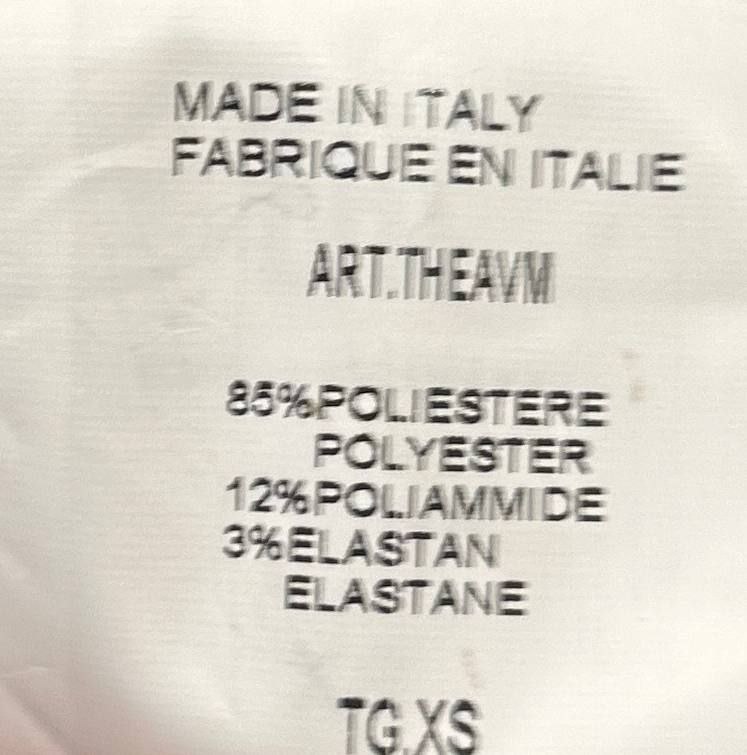 MADE IN ITALY
FABRIQUE EN ITALIE
ART.THEAVM
85%POLIESTERE
POLYESTER
12%POLIAMMIDE
3%ELASTAN
ELASTANE
TG.XS